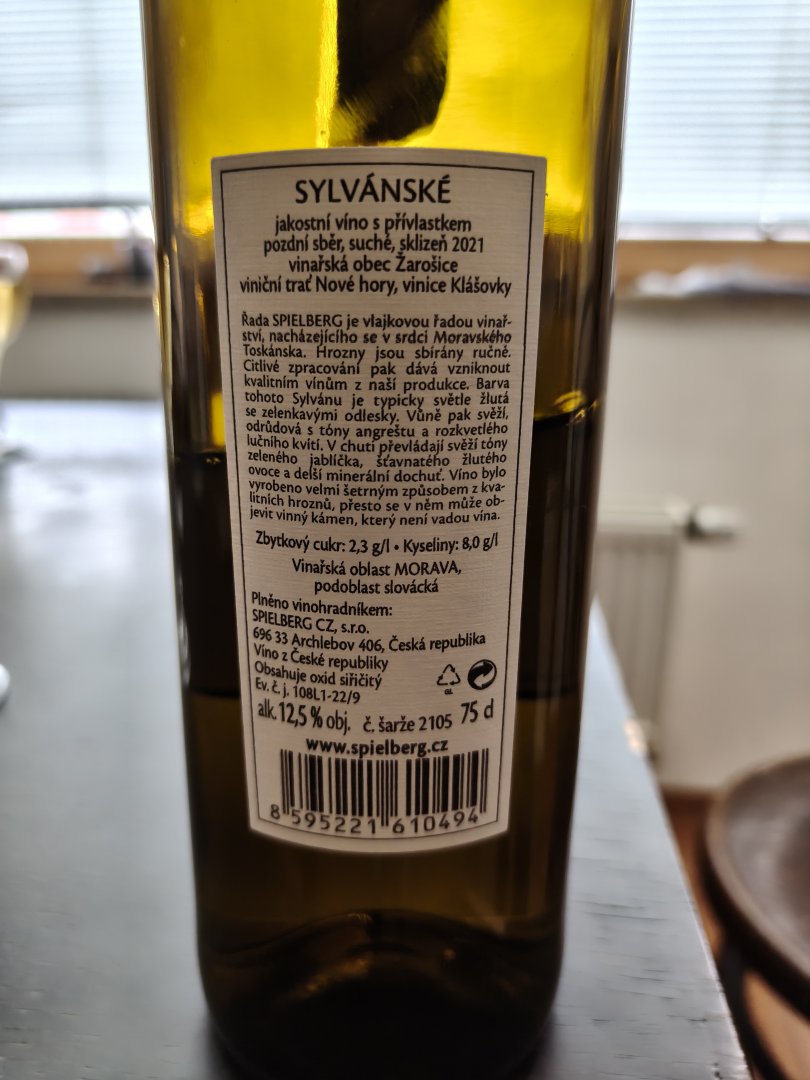 SYLVÁNSKÉ
jakostní víno s přívlastkem
pozdní sběr, suché, sklizeň 2021
vinařská obec Žarošice
viniční trať Nové hory, vinice Klášovky
Řada SPIELBERG je vlajkovou řadou vinař-
ství, nacházejícího se v srdci Moravského
Toskánska. Hrozny jsou sbírány ručně.
Citlivé zpracování pak dává vzniknout
kvalitním vínům z naší produkce. Barva
tohoto Sylvánu je typicky světle žlutá
se zelenkavými odlesky. Vůně pak svěží,
odrůdová s tóny angreštu a rozkvetlého
lučního kvítí. V chuti převládají svěží tóny
zeleného jablíčka, šťavnatého žlutého
ovoce a delší minerální dochuť. Víno bylo
vyrobeno velmi šetrným způsobem z kva-
litních hroznů, přesto se v něm může ob-
jevit vinný kámen, který není vadou vína.
Zbytkový cukr: 2,3 g/l • Kyseliny: 8,0 g/l
Vinařská oblast MORAVA,
podoblast slovácká
Plněno vinohradníkem:
SPIELBERG CZ, s.r.o.
696 33 Archlebov 406, Česká republika
Víno z České republiky
Obsahuje oxid siřičitý
Ev. č. j. 108L1-22/9
GL
alk. 12,5 % obj. č. šarže 2105 75 cl
www.spielberg.cz
8 595221 610494